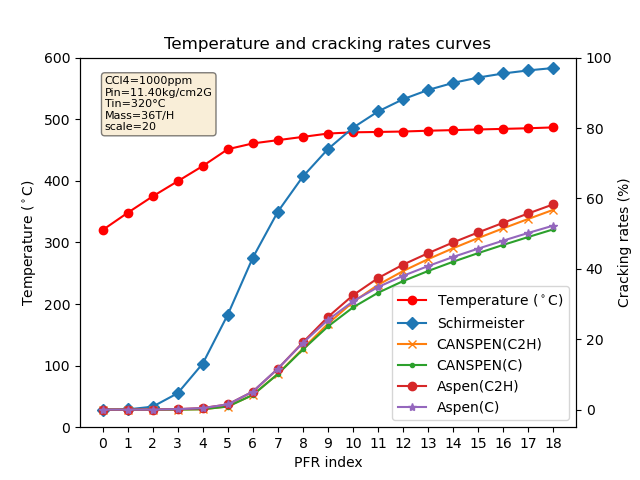 Temperature and cracking rates curves
600
500
400
300
200
100
0
Temperature (°C)
CCl4=1000ppm
Pin=11.40kg/cm2G
Tin=320°C
Mass=36T/H
scale=20
100
80
60
40
20
0
Cracking rates (%)
Temperature (°C)
Schirmeister
CANSPEN(C2H)
CANSPEN(C)
Aspen(C2H)
Aspen(C)
0 1 2 3 4 5 6 7 8 9 10 11 12 13 14 15 16 17 18
PFR index